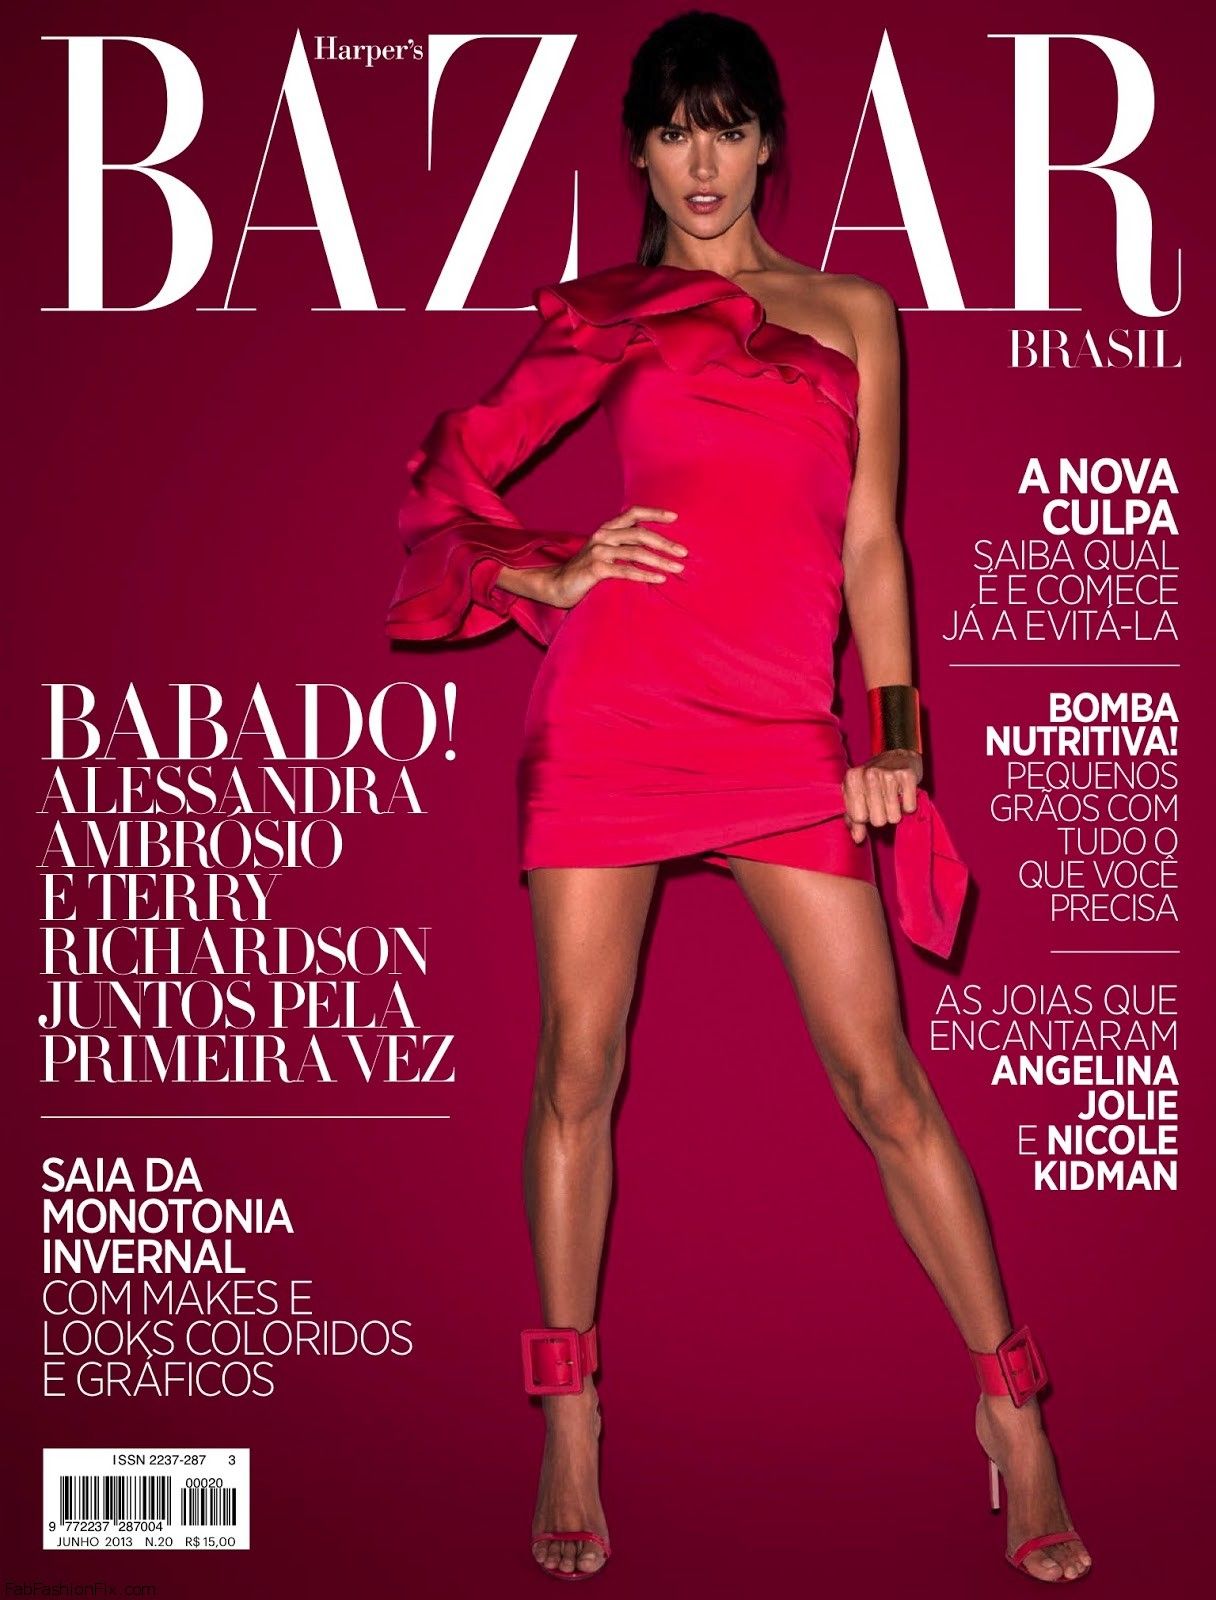 Harper's
BAZAAR
BRASIL
A NOVA
CULPA
SAIBA QUAL
É E COMECE
JÁ A EVITÁ-LA
BOMBA
NUTRITIVA!
PEQUENOS
GRÃOS COM
TUDO O
QUE VOCÊ
PRECISA
AS JOIAS QUE
ENCANTARAM
ANGELINA
JOLIE
E NICOLE
KIDMAN
BABADO!
ALESSANDRA
AMBRÓSIO
E TERRY
RICHARDSON
JUNTOS PELA
PRIMEIRA VEZ
SAIA DA
MONOTONIA
INVERNAL
COM MAKES E
LOOKS COLORIDOS
E GRÁFICOS
ISSN 2237-287 3
00020
9 772237 287004
JUNHO 2013 N.20 R$ 15,00
FabFashionFix.com